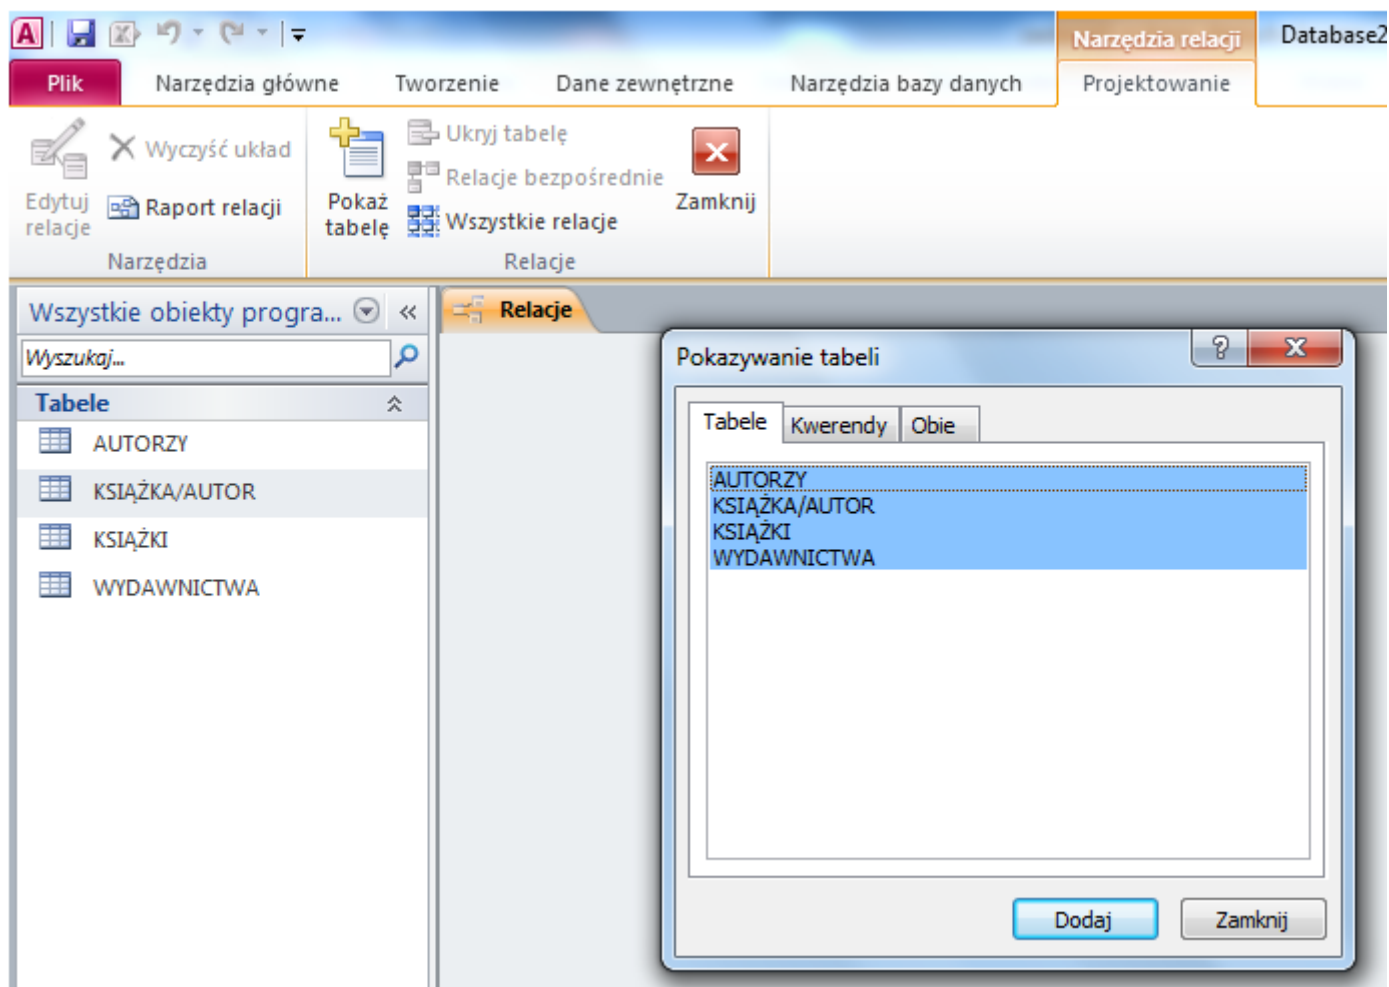 A
Narzędzia relacji
Database2
Plik
Narzędzia główne
Tworzenie
Dane zewnętrzne
Narzędzia bazy danych
Projektowanie
Edytuj
relacje
Wyczyść układ
Raport relacji
Narzędzia
Pokaż
tabelę
Ukryj tabelę
Relacje bezpośrednie
Wszystkie relacje
Zamknij
Relacje
Wszystkie obiekty progra...
Wyszukaj...
Tabele
AUTORZY
KSIĄŻKA/AUTOR
KSIĄŻKI
WYDAWNICTWA
Relacje
Pokazywanie tabeli
Tabele
Kwerendy
Obie
AUTORZY
KSIĄŻKA/AUTOR
KSIĄŻKI
WYDAWNICTWA
Dodaj
Zamknij